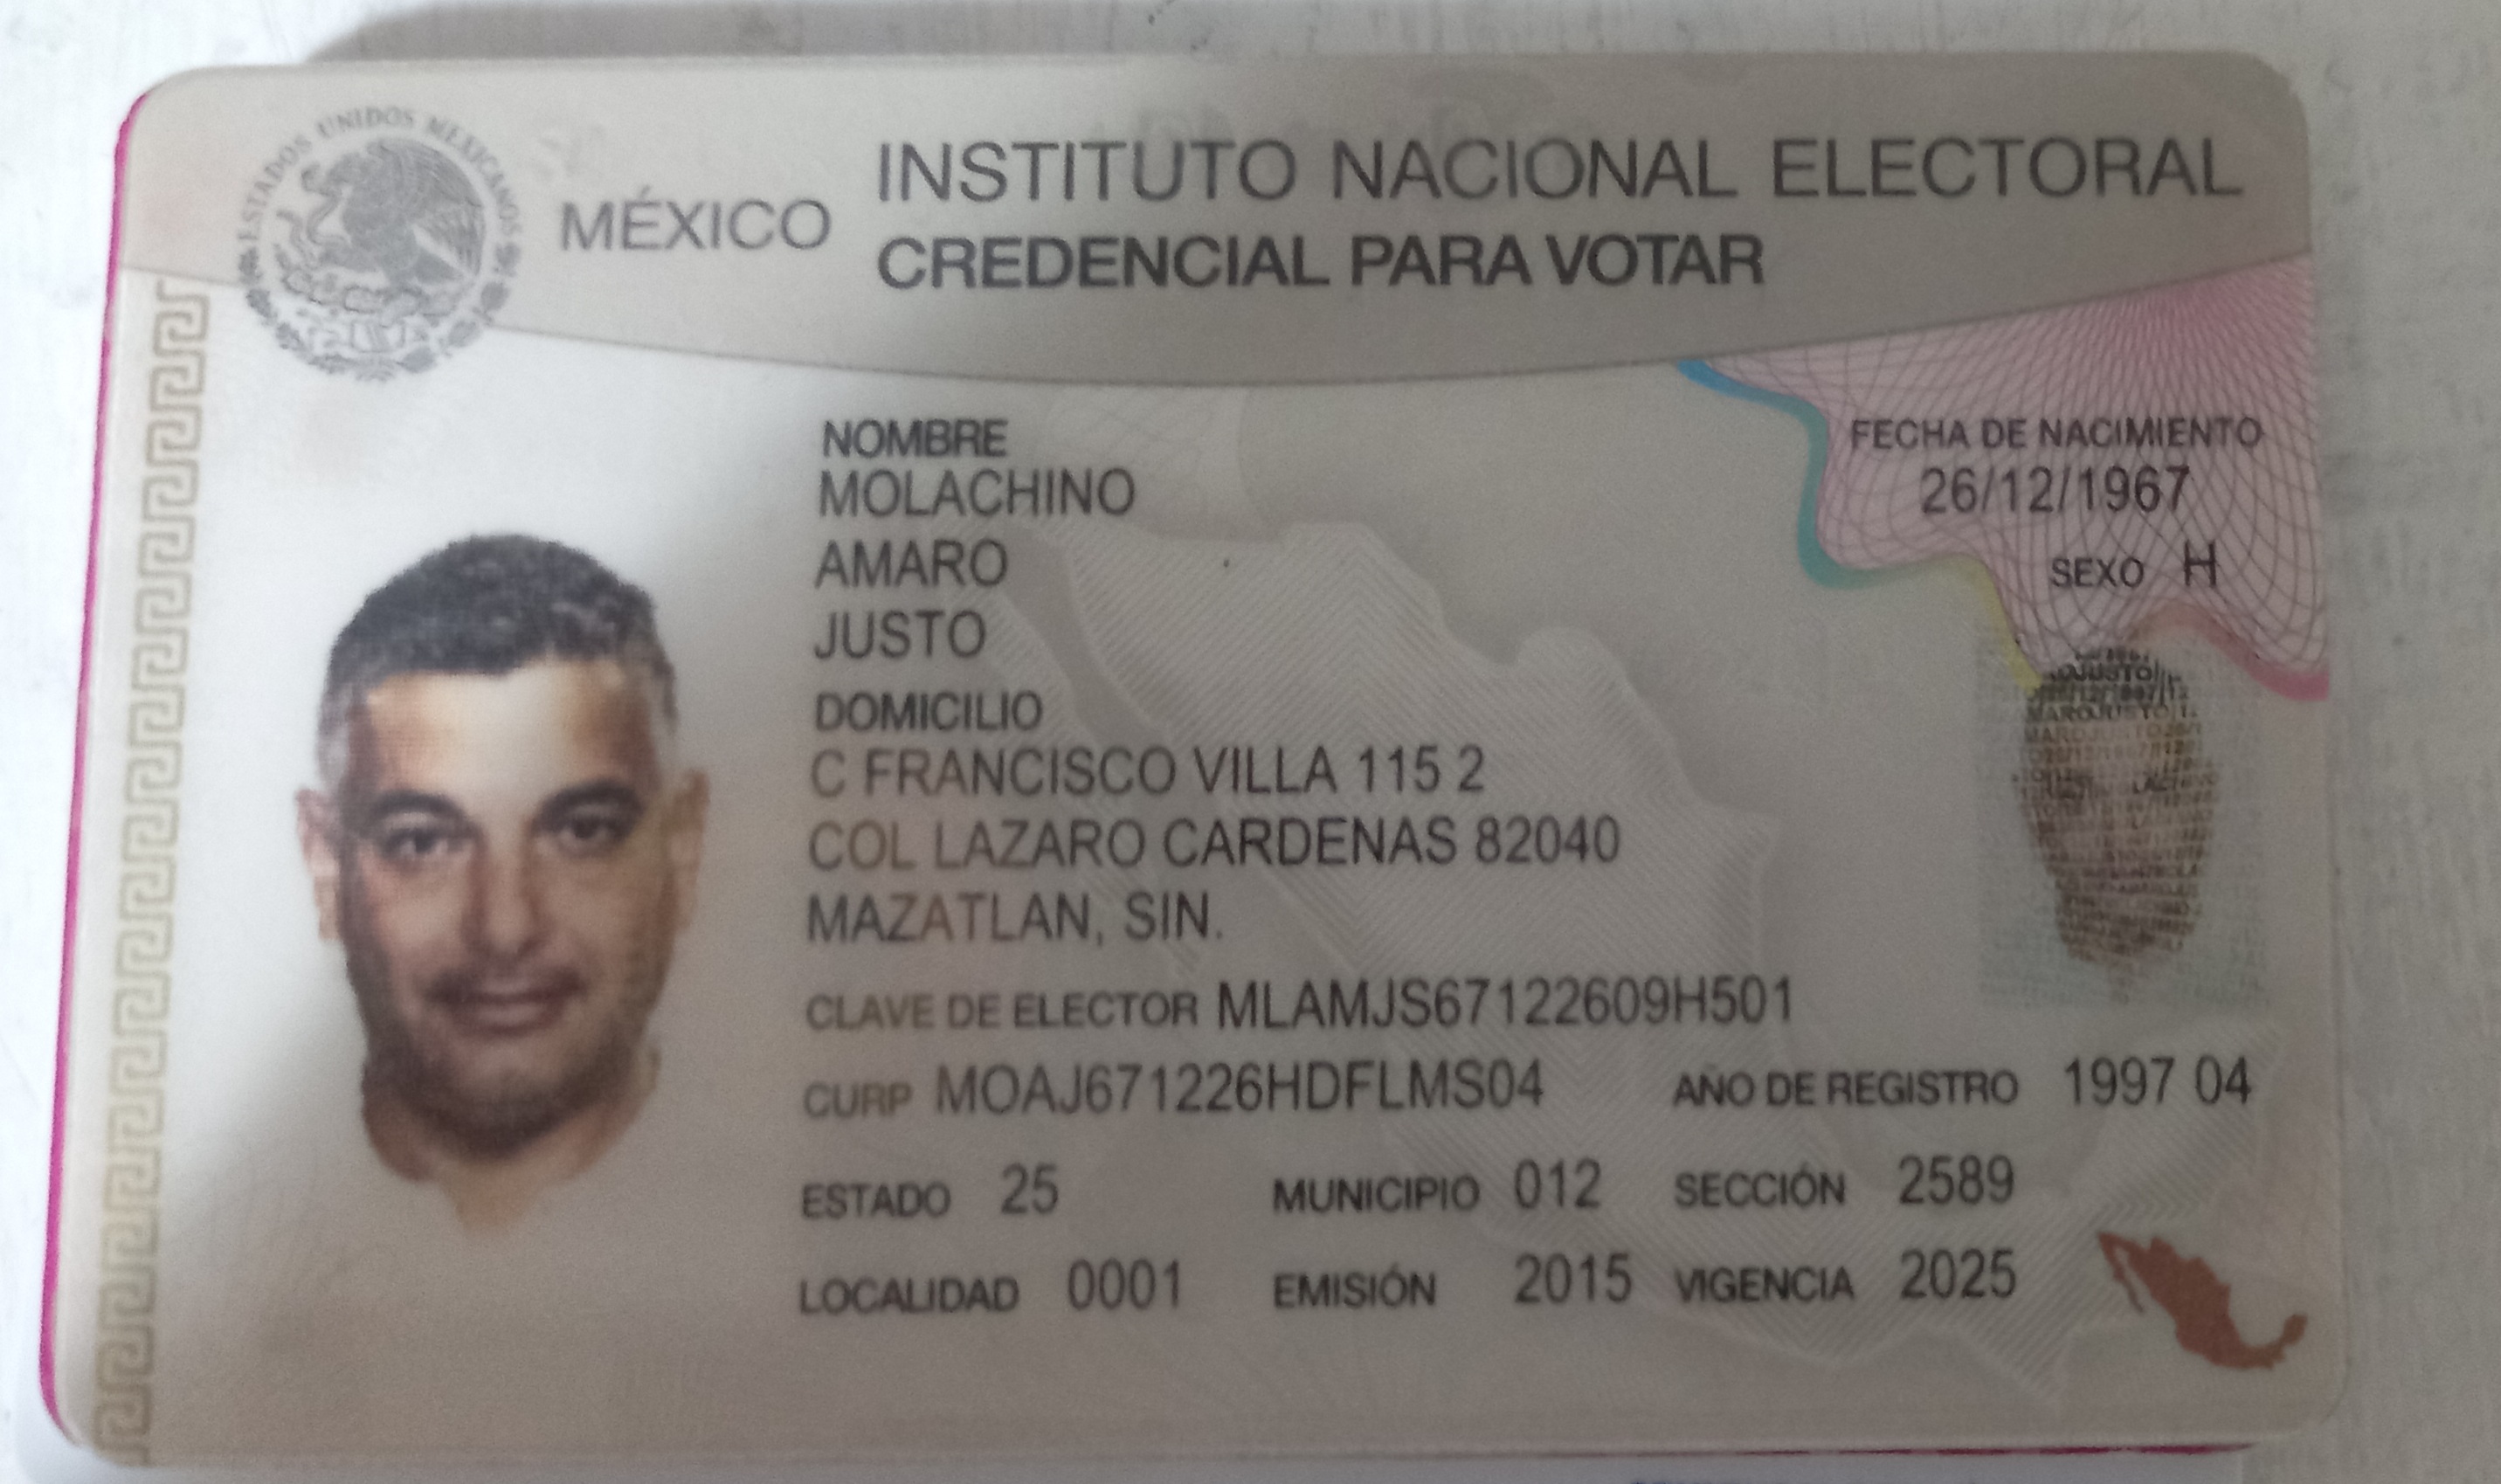 ESTADOS UNIDOS MEXICANOS
MÉXICO
INSTITUTO NACIONAL ELECTORAL
CREDENCIAL PARA VOTAR
NOMBRE
MOLACHINO
AMARO
JUSTO
FECHA DE NACIMIENTO
26/12/1967
SEXO H
DOMICILIO
C FRANCISCO VILLA 115 2
COL LAZARO CARDENAS 82040
MAZATLAN, SIN.
CLAVE DE ELECTOR MLAMJS67122609H501
CURP MOAJ671226HDFLMS04 AÑO DE REGISTRO 1997 04
ESTADO 25 MUNICIPIO 012 SECCIÓN 2589
LOCALIDAD 0001 EMISIÓN 2015 VIGENCIA 2025